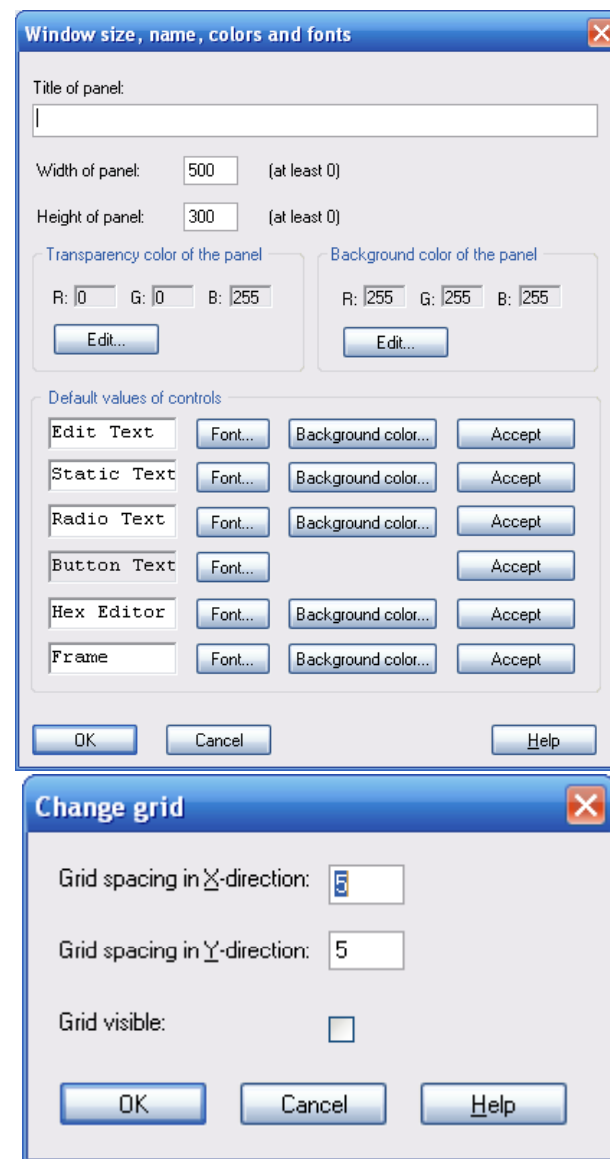 Window size, name, colors and fonts
Title of panel:
Width of panel: 500 (at least 0)
Height of panel: 300 (at least 0)
Transparency color of the panel Background color of the panel
R: 0 G: 0 B: 255 R: 255 G: 255 B: 255
Edit... Edit...
Default values of controls
Edit Text Font... Background color... Accept
Static Text Font... Background color... Accept
Radio Text Font... Background color... Accept
Button Text Font... Accept
Hex Editor Font... Background color... Accept
Frame Font... Background color... Accept
OK Cancel Help
Change grid
Grid spacing in X-direction: 5
Grid spacing in Y-direction: 5
Grid visible:
OK Cancel Help